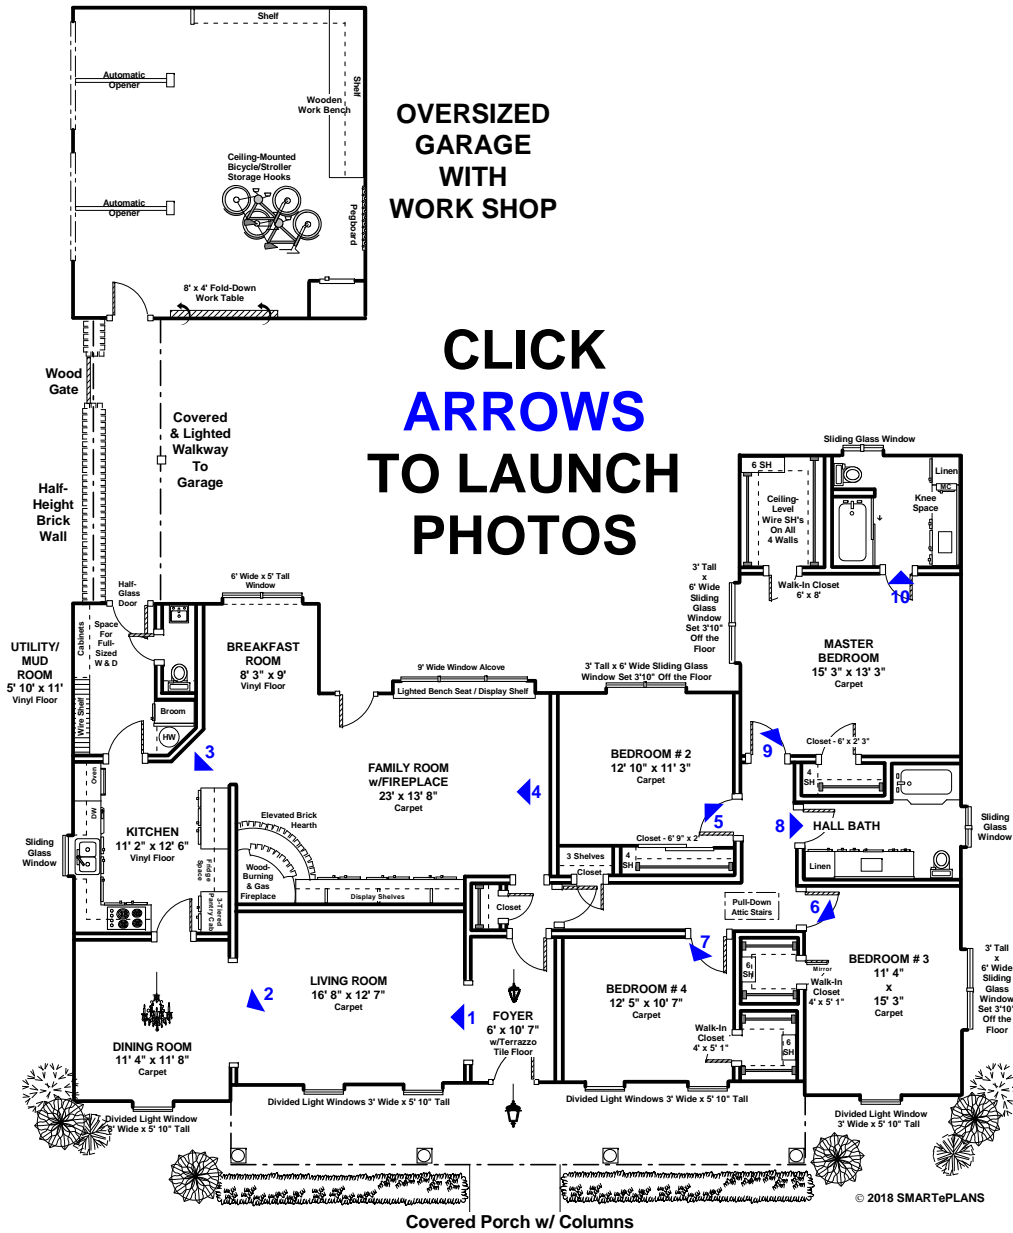 Shelf
Automatic
Opener
Wooden
Work Bench
Shelf
OVERSIZED
GARAGE
WITH
WORK SHOP
Ceiling-Mounted
Bicycle/Stroller
Storage Hooks
Automatic
Opener
Pegboard
8' x 4' Fold-Down
Work Table
CLICK
ARROWS
TO LAUNCH
PHOTOS
Wood
Gate
Covered
& Lighted
Walkway
To
Garage
Half-
Height
Brick
Wall
Sliding Glass Window
6 SH
Linen
MC
Ceiling-
Level
Wire SH's
On All
4 Walls
Knee
Space
3' Tall
x
6' Wide
Sliding
Glass
Window
Set 3'10"
Off the
Floor
Walk-In Closet
6' x 8'
10
Half-
Glass
Door
6' Wide x 5' Tall
Window
UTILITY/
MUD
ROOM
5' 10' x 11'
Vinyl Floor
Cabinets
Space
For
Full-
Sized
W & D
Wire Shelf
Broom
HW
BREAKFAST
ROOM
8' 3" x 9'
Vinyl Floor
9' Wide Window Alcove
Lighted Bench Seat / Display Shelf
3' Tall x 6' Wide Sliding Glass
Window Set 3'10" Off the Floor
MASTER
BEDROOM
15' 3" x 13' 3"
Carpet
9
Closet - 6' x 2' 3"
4
SH
3
FAMILY ROOM
w/FIREPLACE
23' x 13' 8"
Carpet
4
BEDROOM # 2
12' 10" x 11' 3"
Carpet
5
8
HALL BATH
Sliding
Glass
Window
Oven
DW
KITCHEN
11' 2" x 12' 6"
Vinyl Floor
Sliding
Glass
Window
Fridge
Space
3-Tiered
Pantry Cab
Elevated Brick
Hearth
Wood-
Burning
& Gas
Fireplace
Display Shelves
Closet - 6' 9" x 2'
3 Shelves
4
SH
Closet
Linen
Closet
Pull-Down
Attic Stairs
6
7
2
LIVING ROOM
16' 8" x 12' 7"
Carpet
1
FOYER
6' x 10' 7"
w/Terrazzo
Tile Floor
BEDROOM # 4
12' 5" x 10' 7"
Carpet
6
SH
Mirror
Walk-In
Closet
4' x 5' 1"
BEDROOM # 3
11' 4"
x
15' 3"
Carpet
3' Tall
x
6' Wide
Sliding
Glass
Window
Set 3'10"
Off the
Floor
Walk-In
Closet
4' x 5' 1"
6
SH
DINING ROOM
11' 4" x 11' 8"
Carpet
Divided Light Window
3' Wide x 5' 10" Tall
Divided Light Windows 3' Wide x 5' 10" Tall
Divided Light Windows 3' Wide x 5' 10" Tall
Divided Light Window
3' Wide x 5' 10" Tall
© 2018 SMARTePLANS
Covered Porch w/ Columns